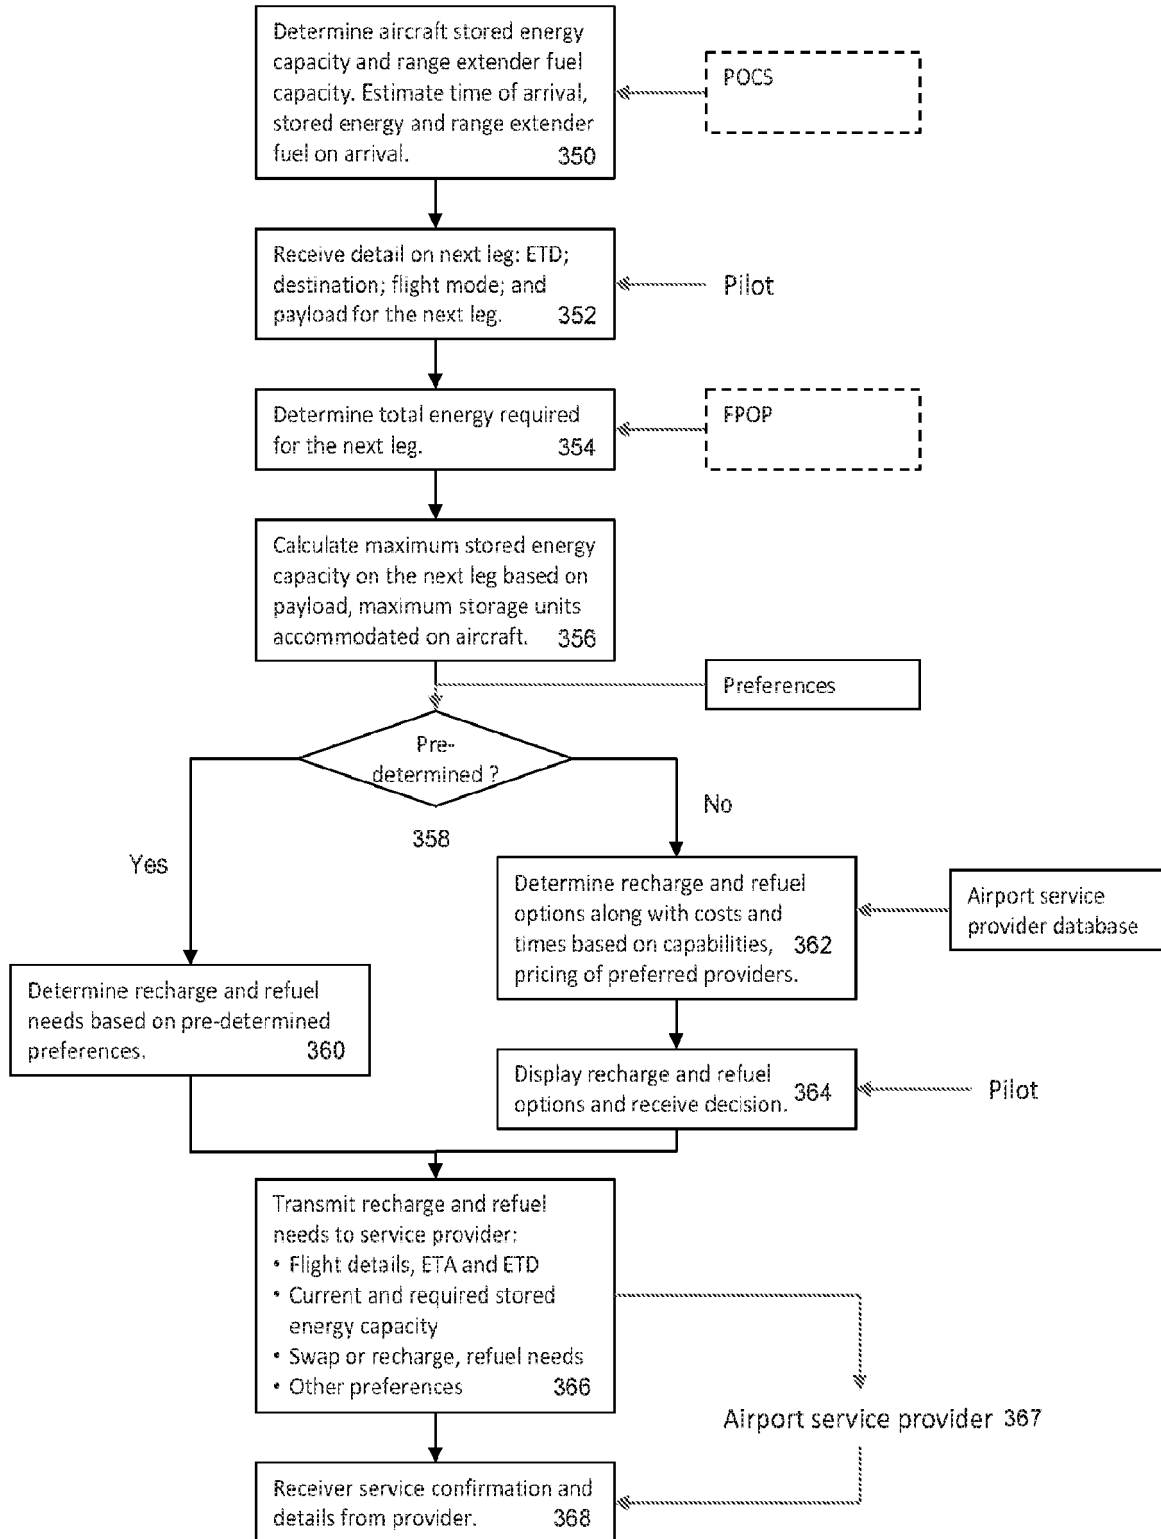 Determine aircraft stored energy
capacity and range extender fuel
capacity. Estimate time of arrival,
stored energy and range extender
fuel on arrival. 350
POCS
Receive detail on next leg: ETD;
destination; flight mode; and
payload for the next leg. 352
Pilot
Determine total energy required
for the next leg. 354
FPOP
Calculate maximum stored energy
capacity on the next leg based on
payload, maximum storage units
accommodated on aircraft. 356
Preferences
Pre-
determined ?
358
Yes
No
Determine recharge and refuel
options along with costs and
times based on capabilities, 362
pricing of preferred providers.
Airport service
provider database
Determine recharge and refuel
needs based on pre-determined
preferences. 360
Display recharge and refuel
options and receive decision. 364
Pilot
Transmit recharge and refuel
needs to service provider:
• Flight details, ETA and ETD
• Current and required stored
energy capacity
• Swap or recharge, refuel needs
• Other preferences 366
Airport service provider 367
Receiver service confirmation and
details from provider. 368